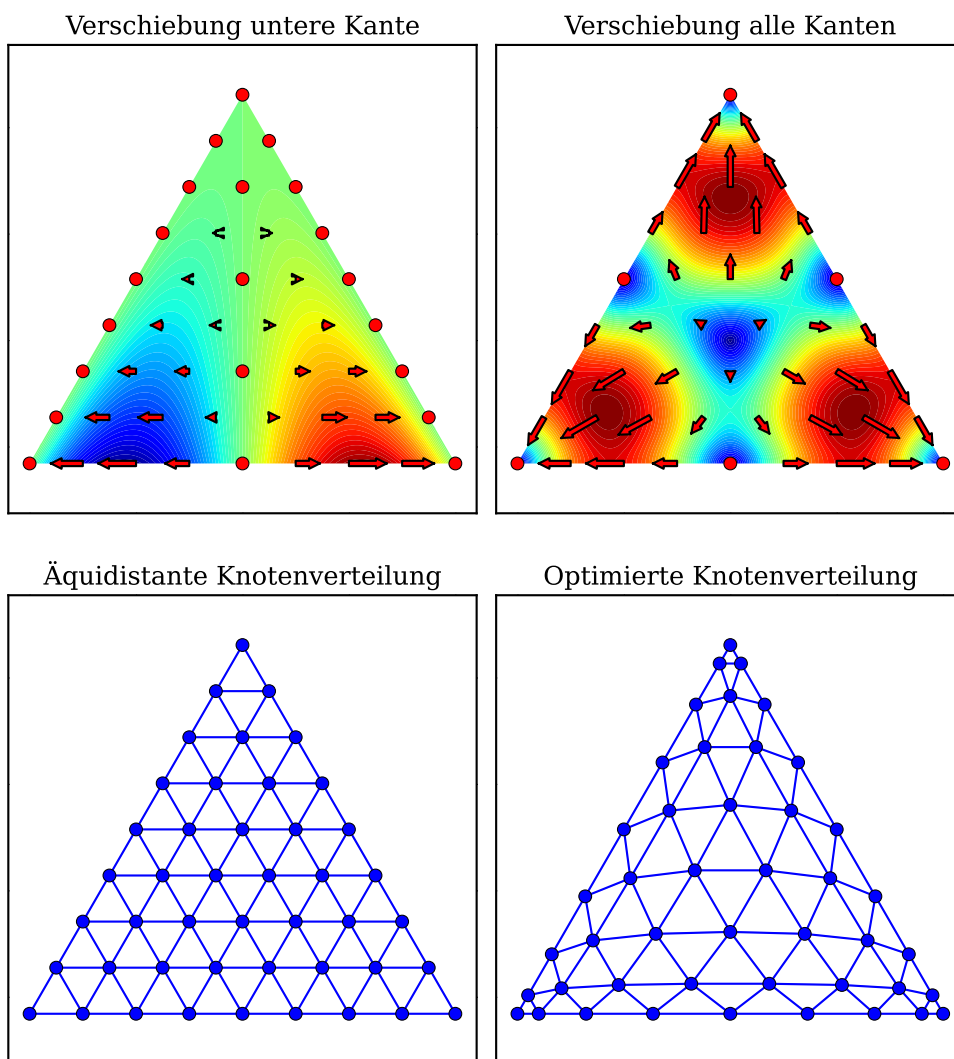 Verschiebung untere Kante
Verschiebung alle Kanten
Äquidistante Knotenverteilung
Optimierte Knotenverteilung